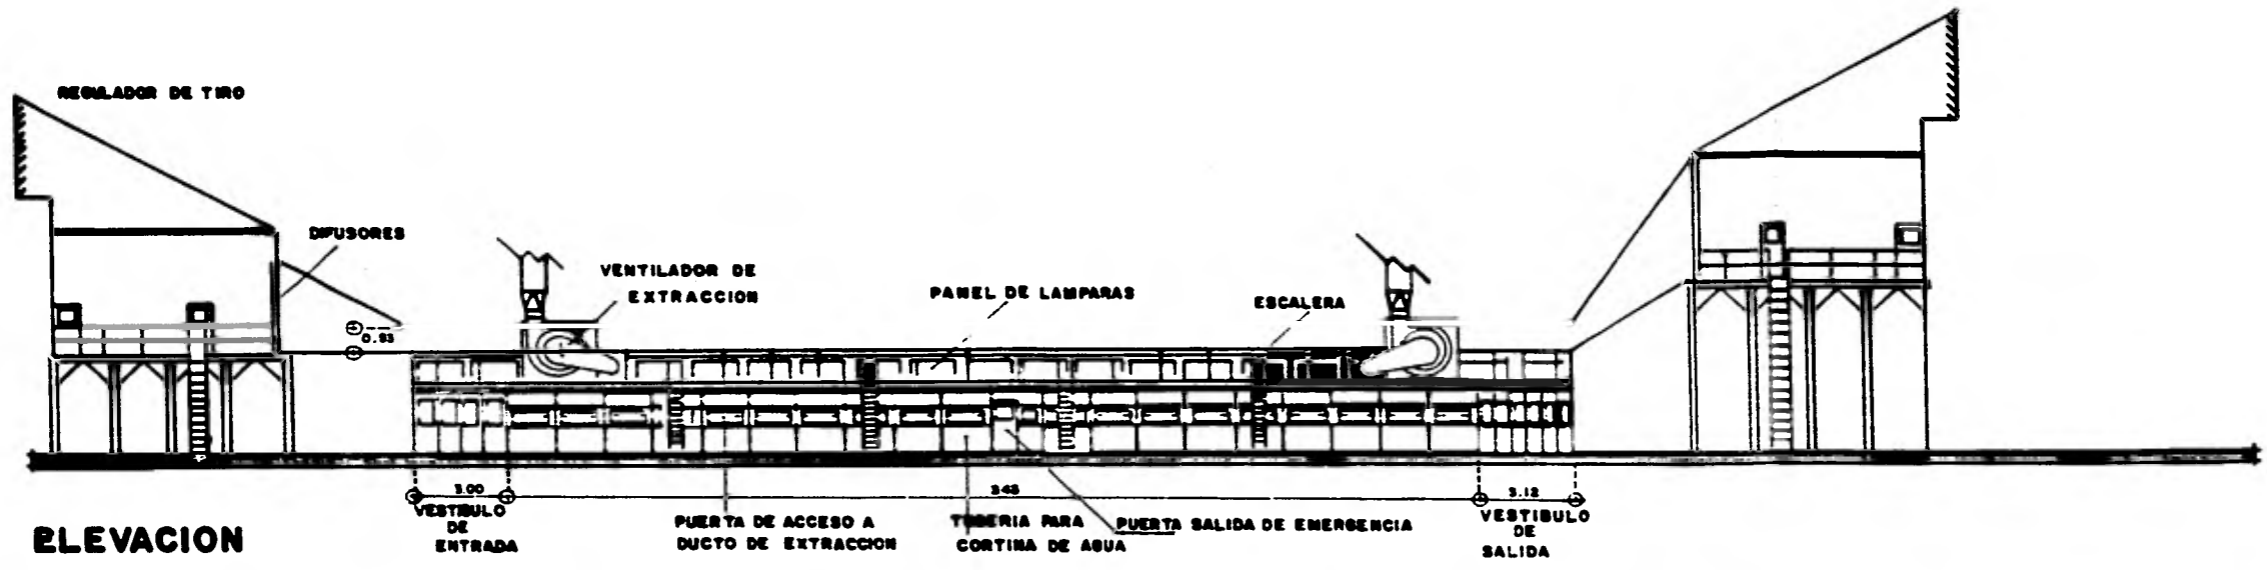 REGULADOR DE TIRO
DIFUSORES
VENTILADOR DE
EXTRACCION
PANEL DE LAMPARAS
ESCALERA
0.93
3.00
3.12
VESTIBULO
DE
ENTRADA
PUERTA DE ACCESO A
DUCTO DE EXTRACCION
TUBERIA PARA
CORTINA DE AGUA
PUERTA SALIDA DE EMERGENCIA
VESTIBULO
DE
SALIDA
ELEVACION